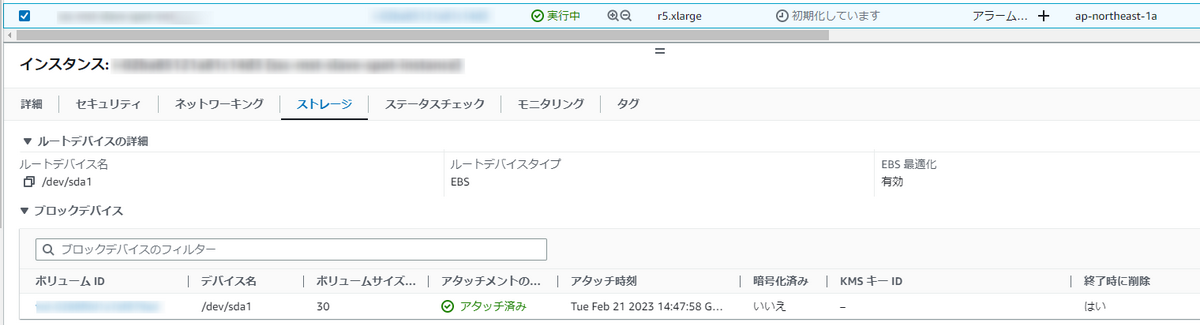 実行中 r5.xlarge 初期化しています アラーム... + ap-northeast-1a
インスタンス:
詳細 セキュリティ ネットワーキング ストレージ ステータスチェック モニタリング タグ
▼ ルートデバイスの詳細
ルートデバイス名 ルートデバイスタイプ EBS 最適化
/dev/sda1 EBS 有効
▼ ブロックデバイス
ブロックデバイスのフィルター
ボリューム ID デバイス名 ボリュームサイズ... アタッチメントの... アタッチ時刻 暗号化済み KMS キー ID 終了時に削除
/dev/sda1 30 アタッチ済み Tue Feb 21 2023 14:47:58 G... いいえ – はい